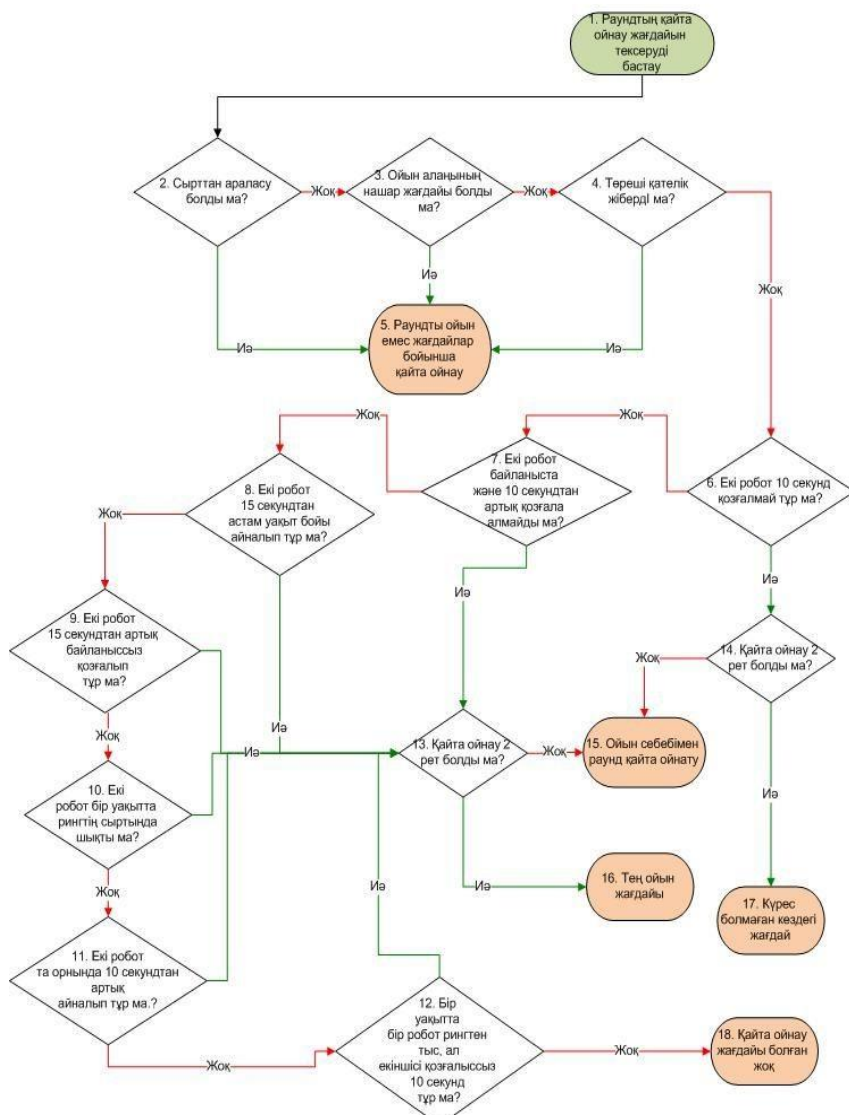 1. Раундтың қайта
ойнау жағдайын
тексеруді
бастау
2. Сырттан араласу
болды ма?
Жоқ
3. Ойын алаңының
нашар жағдайы болды
ма?
Жоқ
4. Төреші қателік
жібердІ ма?
Иә
Жоқ
5. Раундты ойын
емес жағдайлар
бойынша
қайта ойнау
Иә
Иә
Жоқ
Жоқ
7. Екі робот
байланыста
және 10 секундтан
артық қозғала
алмайды ма?
6. Екі робот 10 секунд
қозғалмай тұр ма?
8. Екі робот
15 секундтан
астам уақыт бойы
айналып тұр ма?
Жоқ
Иә
Иә
9. Екі робот
15 секундтан артық
байланыссыз
қозғалып
тұр ма?
14. Қайта ойнау 2
рет болды ма?
Жоқ
Иә
Жоқ
Иә
13. Қайта ойнау 2
рет болды ма?
Жоқ
15. Ойын себебімен
раунд қайта ойнату
10. Екі
робот бір уақытта
рингтің сыртында
шықты ма?
Иә
Жоқ
Иә
Иә
16. Тең ойын
жағдайы
17. Күрес
болмаған кездегі
жағдай
11. Екі робот
та орнында 10 секундтан
артық
айналып тұр ма.?
Жоқ
12. Бір
уақытта
бір робот рингтен
тыс, ал
екіншісі қозғалыссыз
10 секунд
тұр ма?
Жоқ
18. Қайта ойнау
жағдайы болған
жоқ